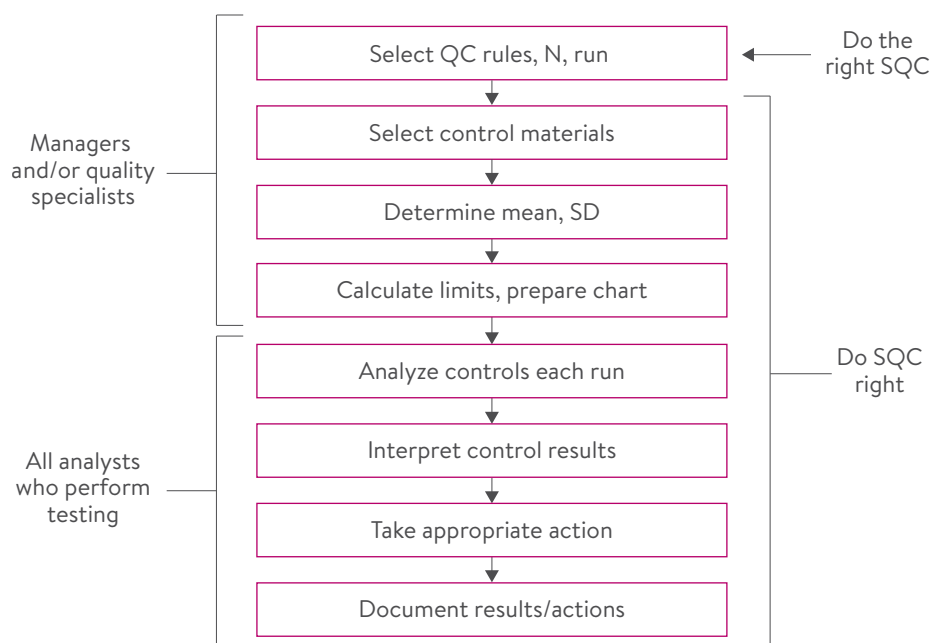 Select QC rules, N, run
Do the
right SQC
Select control materials
Managers
and/or quality
specialists
Determine mean, SD
Calculate limits, prepare chart
Analyze controls each run
Do SQC
right
Interpret control results
All analysts
who perform
testing
Take appropriate action
Document results/actions